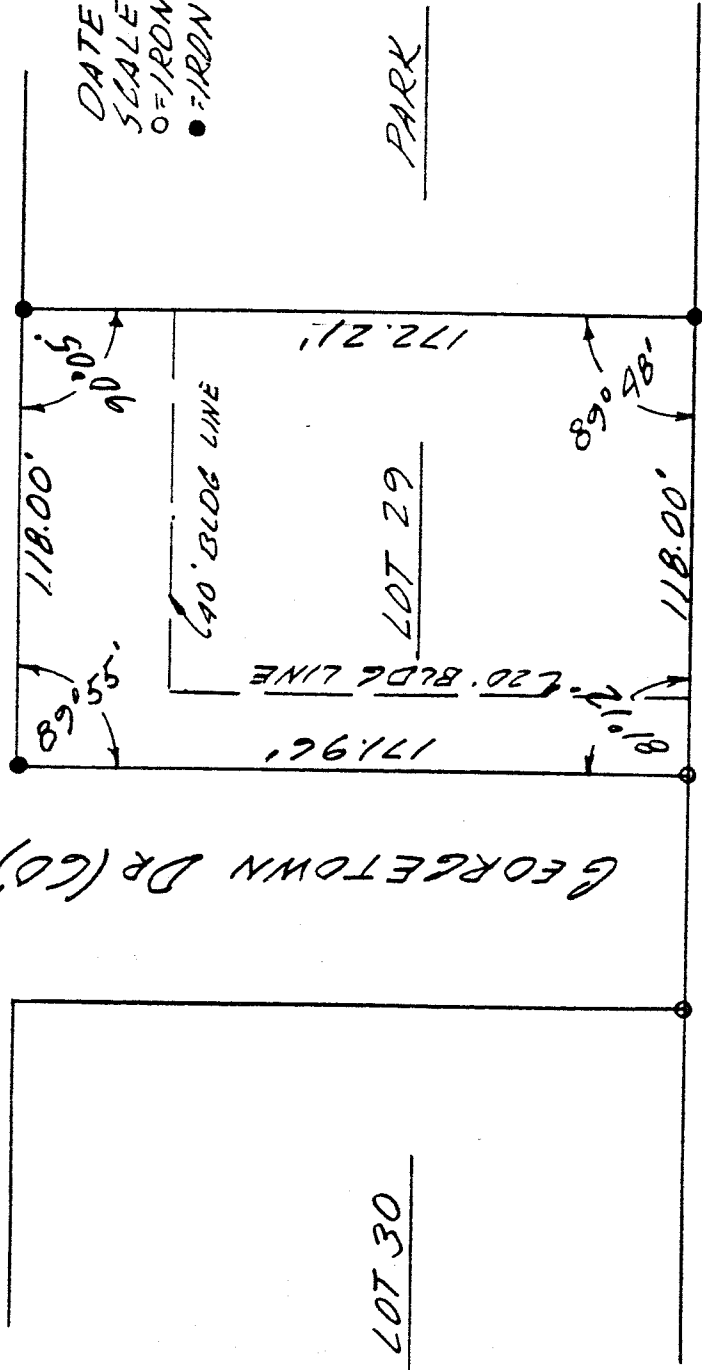 DATE
SCALE
O=IRON
●=IRON
PARK
118.00'
90°05'
89°55'
172.21'
40' BLDG LINE
LOT 29
20' BLDG LINE
171.96'
89°48'
118.00'
GEORGETOWN DR (60')
LOT 30